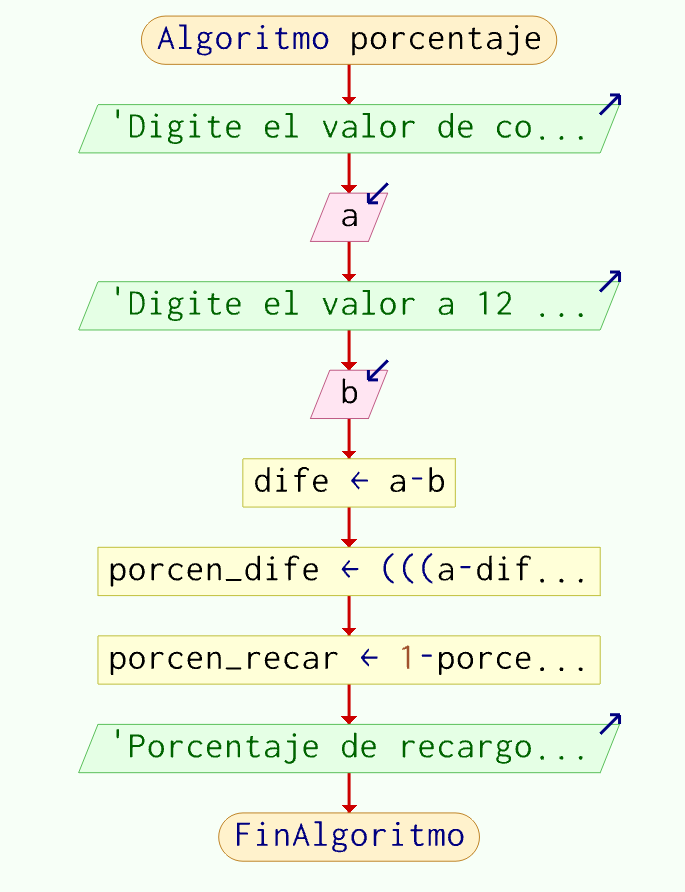 Algoritmo porcentaje
'Digite el valor de co...
a
'Digite el valor a 12 ...
b
dife ← a-b
porcen_dife ← (((a-dif...
porcen_recar ← 1-porce...
'Porcentaje de recargo...
FinAlgoritmo